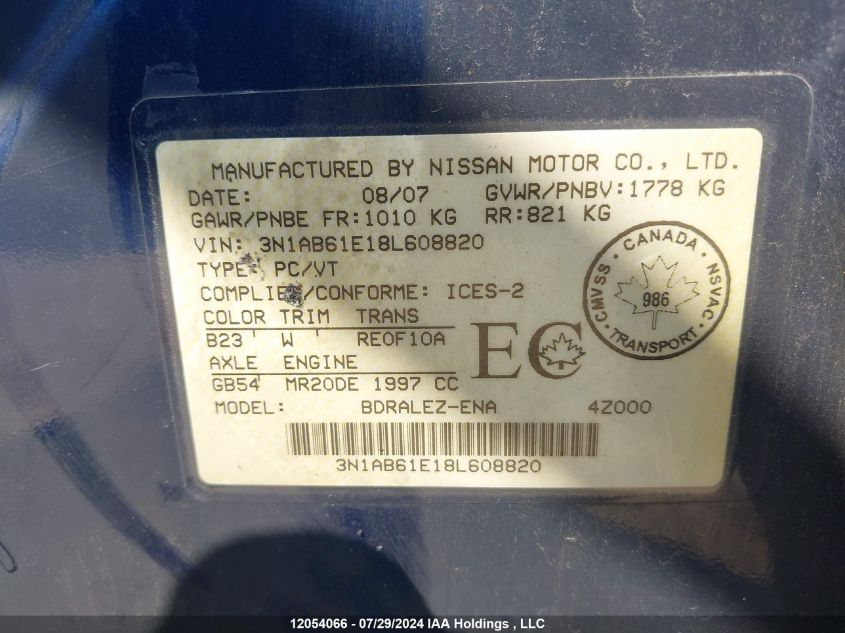 MANUFACTURED BY NISSAN MOTOR CO., LTD.
DATE: 08/07 GVWR/PNBV:1778 KG
GAWR/PNBE FR:1010 KG RR:821 KG
VIN: 3N1AB61E18L608820
TYPE: PC/VT
COMPLIES/CONFORME: ICES-2
COLOR TRIM TRANS
B23 W RE0F10A
AXLE ENGINE
GB54 MR20DE 1997 CC
EC
CANADA
CMVSS 986 NSVAC
TRANSPORT
MODEL: BDRALEZ-ENA 4Z000
3N1AB61E18L608820
12054066 - 07/29/2024 IAA Holdings , LLC